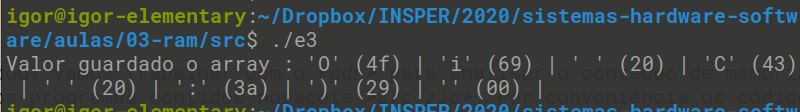 igor@igor-elementary:~/Dropbox/INSPER/2020/sistemas-hardware-softw
are/aulas/03-ram/src$ ./e3
Valor guardado o array : 'O' (4f) | 'i' (69) | ' ' (20) | 'C' (43)
| ' ' (20) | ':' (3a) | ')' (29) | '' (00) |
igor@igor-elementary:~/Dropbox/INSPER/2020/sistemas-hardware-softw